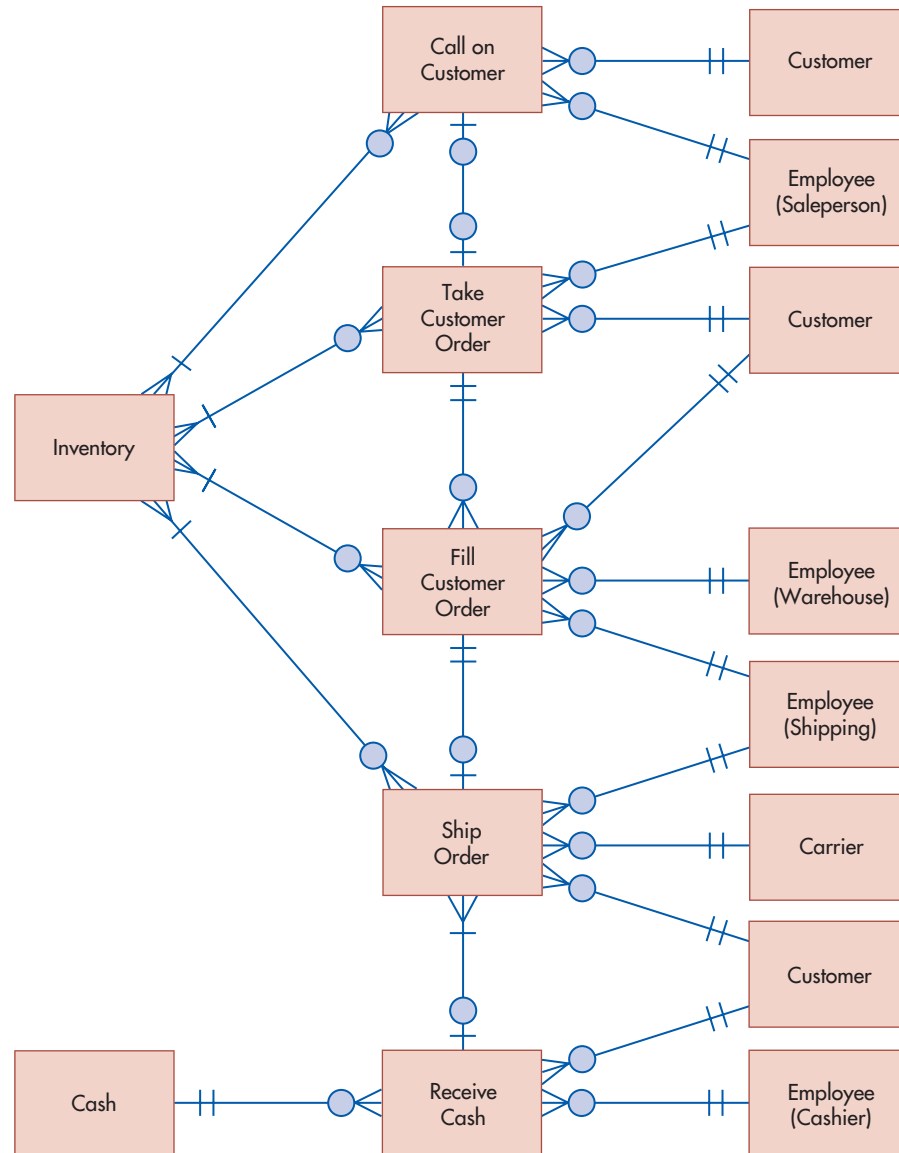 Call on
Customer
Customer
Employee
(Saleperson)
Take
Customer
Order
Customer
Inventory
Fill
Customer
Order
Employee
(Warehouse)
Employee
(Shipping)
Ship
Order
Carrier
Customer
Cash
Receive
Cash
Employee
(Cashier)